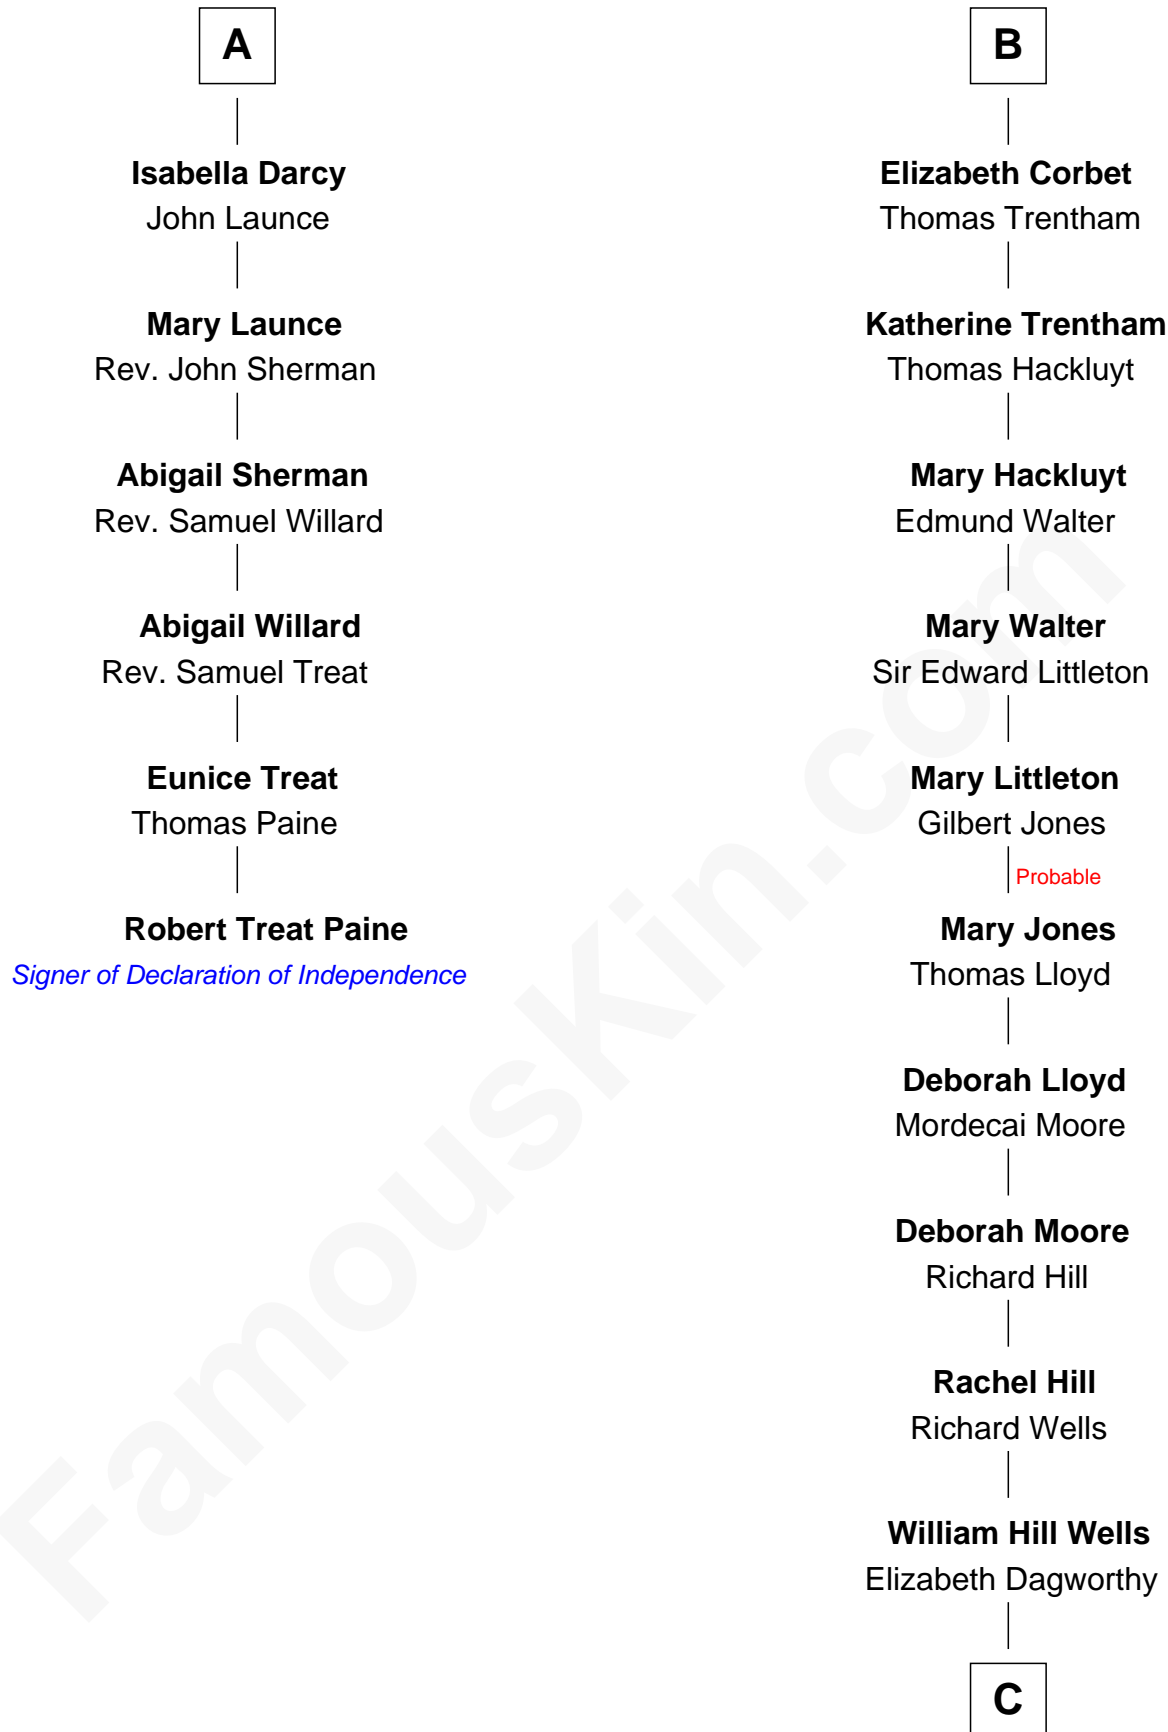 A
Isabella Darcy
John Launce
Mary Launce
Rev. John Sherman
Abigail Sherman
Rev. Samuel Willard
Abigail Willard
Rev. Samuel Treat
Eunice Treat
Thomas Paine
Robert Treat Paine
Signer of Declaration of Independence
B
Elizabeth Corbet
Thomas Trentham
Katherine Trentham
Thomas Hackluyt
Mary Hackluyt
Edmund Walter
Mary Walter
Sir Edward Littleton
Mary Littleton
Gilbert Jones
Probable
Mary Jones
Thomas Lloyd
Deborah Lloyd
Mordecai Moore
Deborah Moore
Richard Hill
Rachel Hill
Richard Wells
William Hill Wells
Elizabeth Dagworthy
C
FamousKin.com